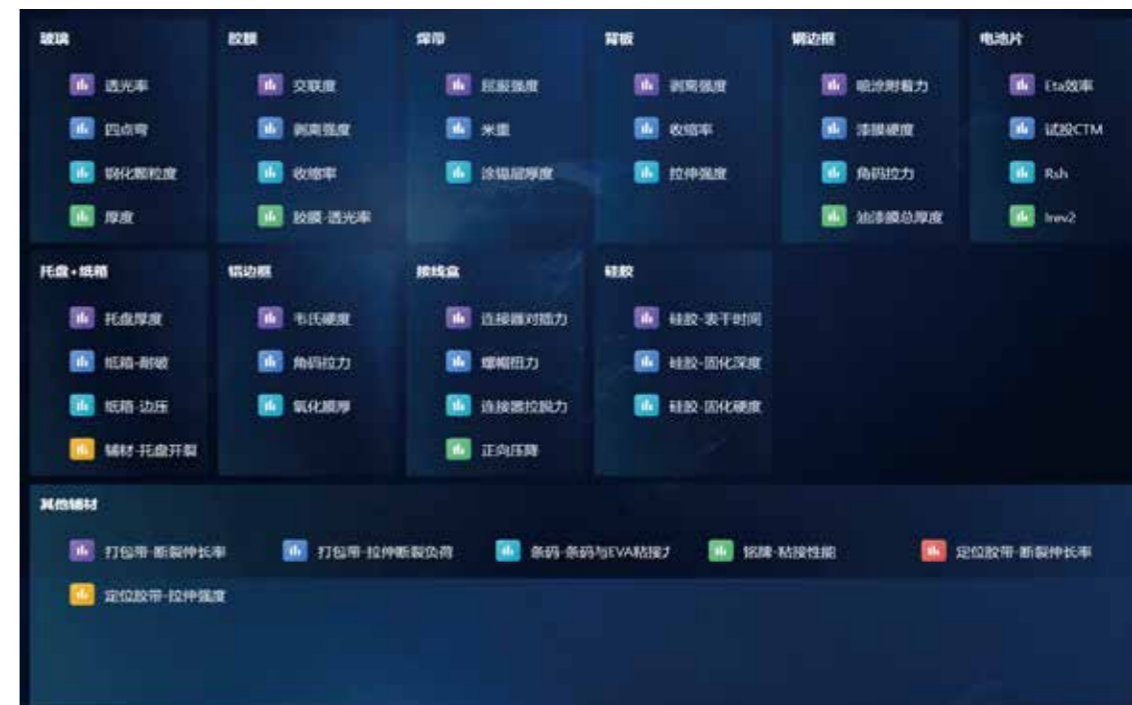 玻璃
透光率
四点弯
钢化颗粒度
厚度
胶膜
交联度
剥离强度
收缩率
胶膜-透光率
焊带
屈服强度
米重
涂锡层厚度
背板
剥离强度
收缩率
拉伸强度
钢边框
喷涂附着力
漆膜硬度
角码拉力
油漆膜总厚度
电池片
Eta效率
试投CTM
Rsh
Irev2
托盘+纸箱
托盘厚度
纸箱-耐破
纸箱-边压
辅材-托盘开裂
铝边框
韦氏硬度
角码拉力
氧化膜厚
接线盒
连接器对插力
螺帽扭力
连接器拉脱力
正向压降
硅胶
硅胶-表干时间
硅胶-固化深度
硅胶-固化硬度
其他辅材
打包带-断裂伸长率
打包带-拉伸断裂负荷
条码-条码与EVA粘接力
铭牌-粘接性能
定位胶带-断裂伸长率
定位胶带-拉伸强度